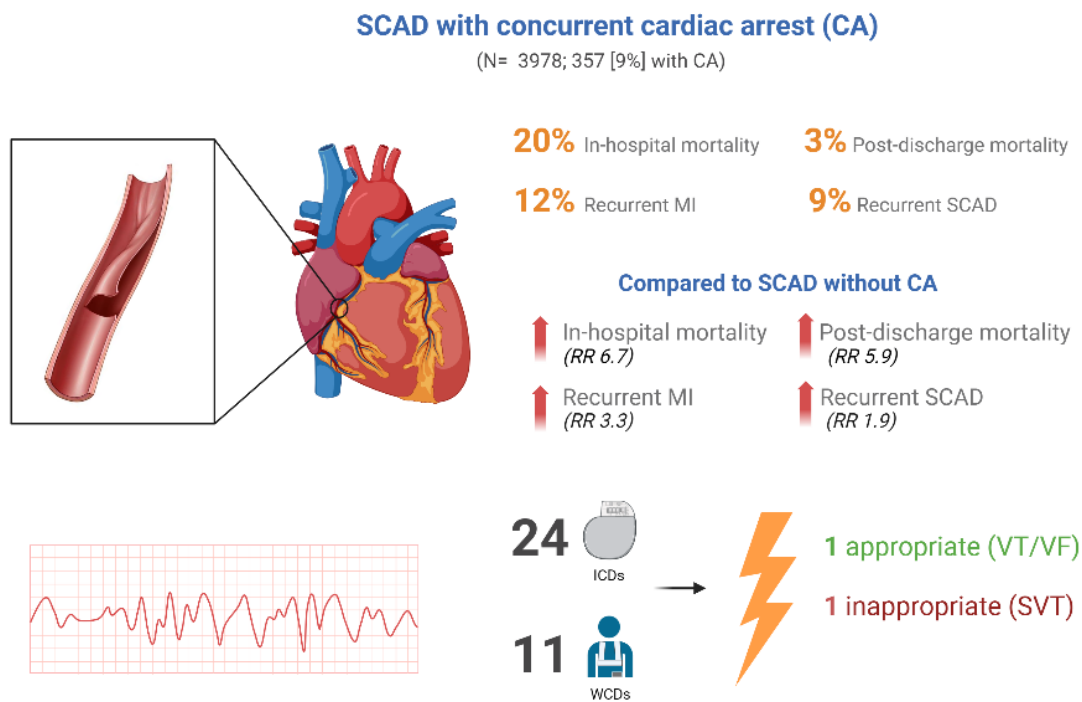 SCAD with concurrent cardiac arrest (CA)
(N= 3978; 357 [9%] with CA)
20% In-hospital mortality
3% Post-discharge mortality
12% Recurrent MI
9% Recurrent SCAD
Compared to SCAD without CA
In-hospital mortality
(RR 6.7)
Post-discharge mortality
(RR 5.9)
Recurrent MI
(RR 3.3)
Recurrent SCAD
(RR 1.9)
24
ICDs
1 appropriate (VT/VF)
1 inappropriate (SVT)
11
WCDs